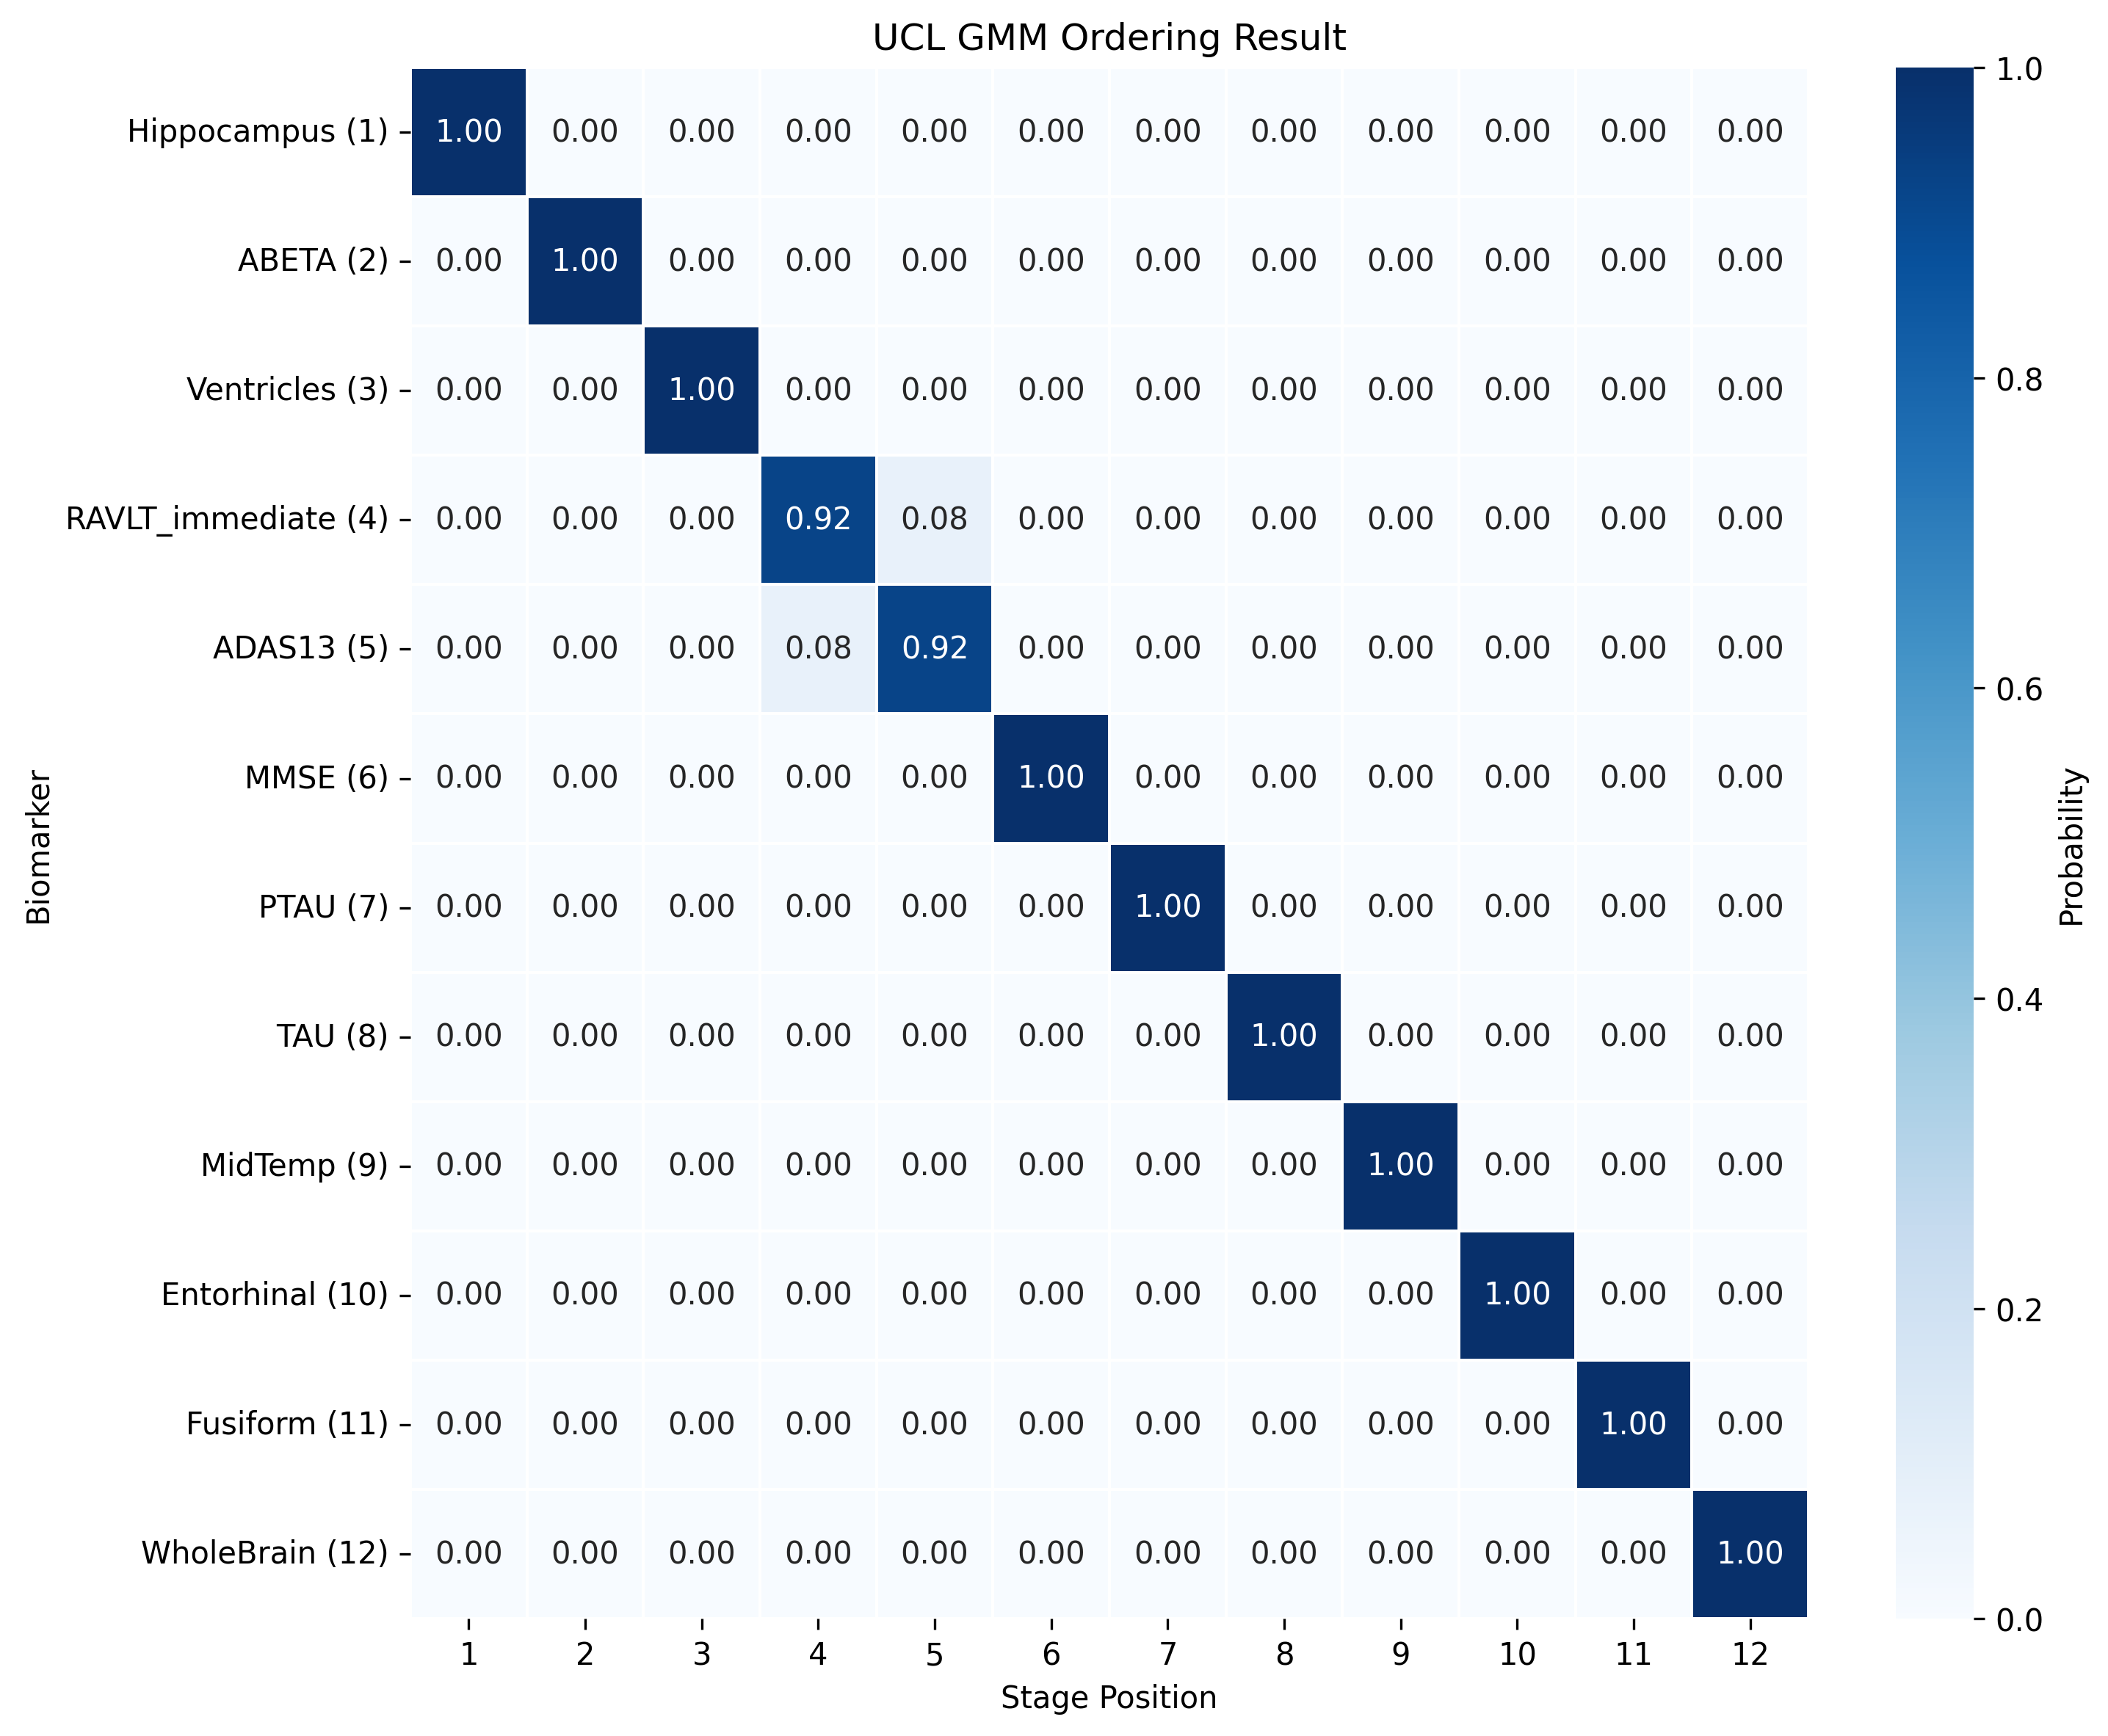 UCL GMM Ordering Result
Hippocampus (1) 1.00 0.00 0.00 0.00 0.00 0.00 0.00 0.00 0.00 0.00 0.00 0.00
ABETA (2) 0.00 1.00 0.00 0.00 0.00 0.00 0.00 0.00 0.00 0.00 0.00 0.00
Ventricles (3) 0.00 0.00 1.00 0.00 0.00 0.00 0.00 0.00 0.00 0.00 0.00 0.00
RAVLT_immediate (4) 0.00 0.00 0.00 0.92 0.08 0.00 0.00 0.00 0.00 0.00 0.00 0.00
ADAS13 (5) 0.00 0.00 0.00 0.08 0.92 0.00 0.00 0.00 0.00 0.00 0.00 0.00
MMSE (6) 0.00 0.00 0.00 0.00 0.00 1.00 0.00 0.00 0.00 0.00 0.00 0.00
PTAU (7) 0.00 0.00 0.00 0.00 0.00 0.00 1.00 0.00 0.00 0.00 0.00 0.00
TAU (8) 0.00 0.00 0.00 0.00 0.00 0.00 0.00 1.00 0.00 0.00 0.00 0.00
MidTemp (9) 0.00 0.00 0.00 0.00 0.00 0.00 0.00 0.00 1.00 0.00 0.00 0.00
Entorhinal (10) 0.00 0.00 0.00 0.00 0.00 0.00 0.00 0.00 0.00 1.00 0.00 0.00
Fusiform (11) 0.00 0.00 0.00 0.00 0.00 0.00 0.00 0.00 0.00 0.00 1.00 0.00
WholeBrain (12) 0.00 0.00 0.00 0.00 0.00 0.00 0.00 0.00 0.00 0.00 0.00 1.00
1 2 3 4 5 6 7 8 9 10 11 12
Stage Position
Biomarker
1.0
0.8
0.6
0.4
0.2
0.0
Probability